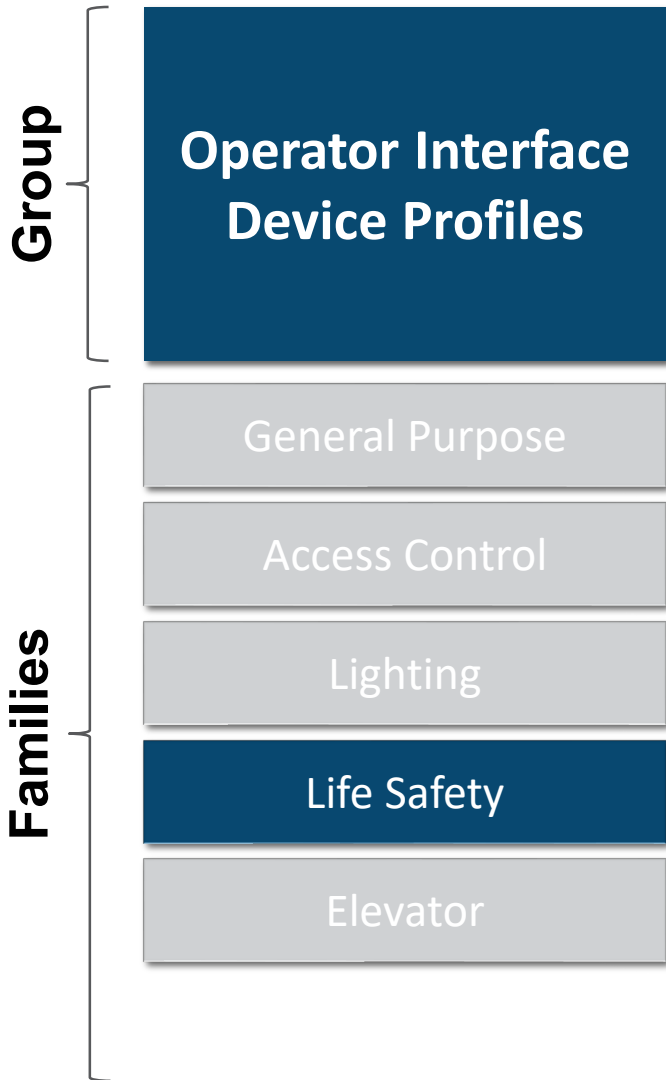 Group
Operator Interface
Device Profiles
Families
General Purpose
Access Control
Lighting
Life Safety
Elevator